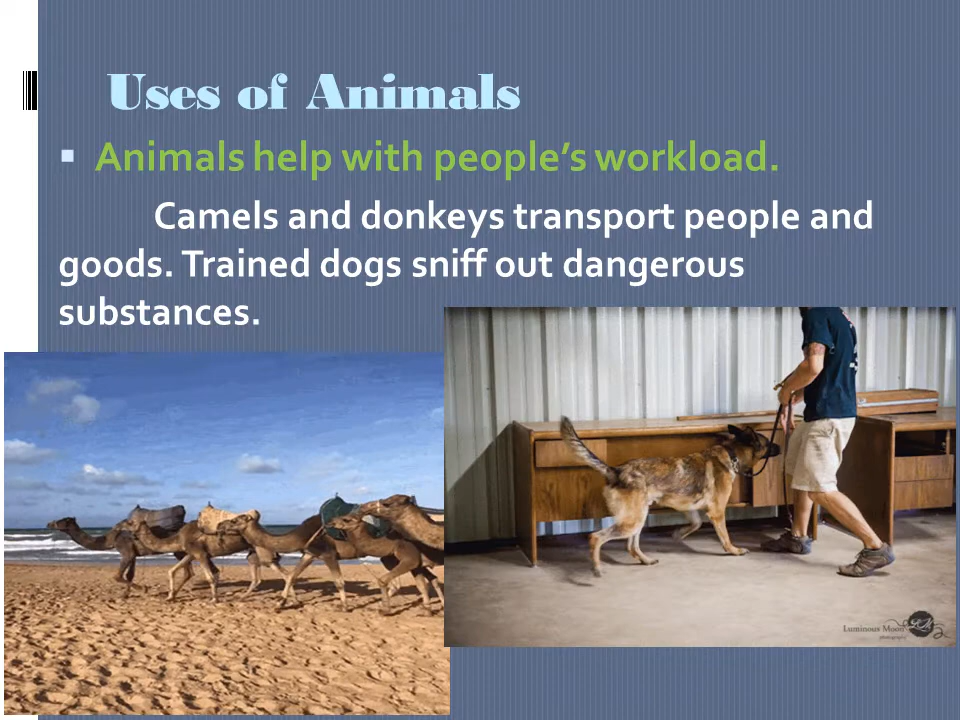 Uses of Animals
▪ Animals help with people’s workload.
Camels and donkeys transport people and
goods. Trained dogs sniff out dangerous
substances.
Luminous Moon
photography